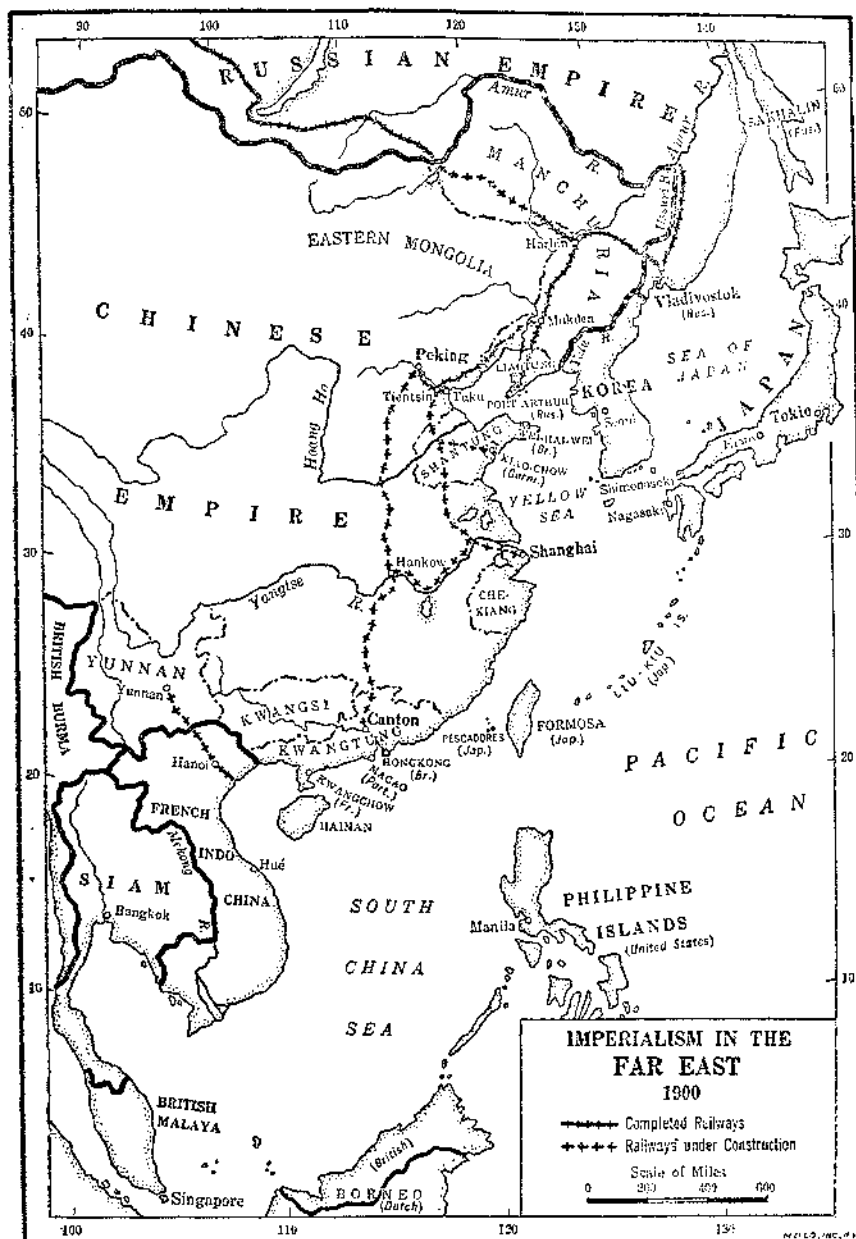 90 100 110 120 130 140
RUSSIAN EMPIRE
Amur R.
Amur R.
SAKHALIN
(Rus.)
50
MANCHURIA
Ussuri R.
EASTERN MONGOLIA
Harbin
Vladivostok
(Rus.)
CHINESE
Mukden
40
40
Peking
LIAOTUNG
Yalu R.
SEA OF
JAPAN
JAPAN
Tientsin
Taku
PORT ARTHUR
(Rus.)
KOREA
Seoul
Tokio
Hoang Ho
WEI-HAI-WEI
(Br.)
SHANTUNG
KIAO-CHOW
(Germ.)
EMPIRE
YELLOW
SEA
Shimonoseki
Nagasaki
30
30
Hankow
Shanghai
Yangtse R.
CHE-
KIANG
BRITISH
BURMA
YUNNAN
Yunnan
LIU-KIU IS.
(Jap.)
KWANGSI
Canton
KWANGTUNG
PESCADORES
(Jap.)
FORMOSA
(Jap.)
Hanoi
HONGKONG
(Br.)
MACAO
(Port.)
KWANGCHOW
(Fr.)
20
20
PACIFIC
OCEAN
FRENCH
INDO
CHINA
HAINAN
Mekong R.
Hué
SIAM
Bangkok
SOUTH
CHINA
SEA
PHILIPPINE
ISLANDS
(United States)
Manila
10
10
IMPERIALISM IN THE
FAR EAST
1900
Completed Railways
Railways under Construction
Scale of Miles
0 200 400 600
BRITISH
MALAYA
(British)
BORNEO
(Dutch)
Singapore
100 110 120 130